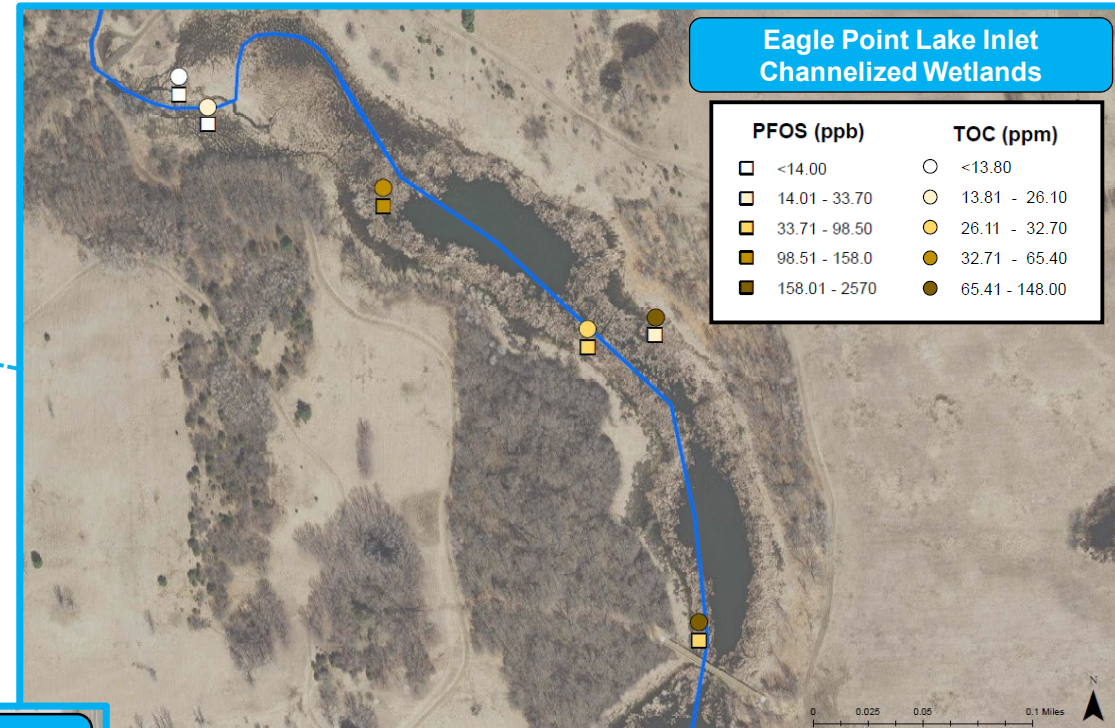 Eagle Point Lake Inlet
Channelized Wetlands
PFOS (ppb)
<14.00
14.01 - 33.70
33.71 - 98.50
98.51 - 158.0
158.01 - 2570
TOC (ppm)
<13.80
13.81 - 26.10
26.11 - 32.70
32.71 - 65.40
65.41 - 148.00
N
0 0.025 0.05 0.1 Miles